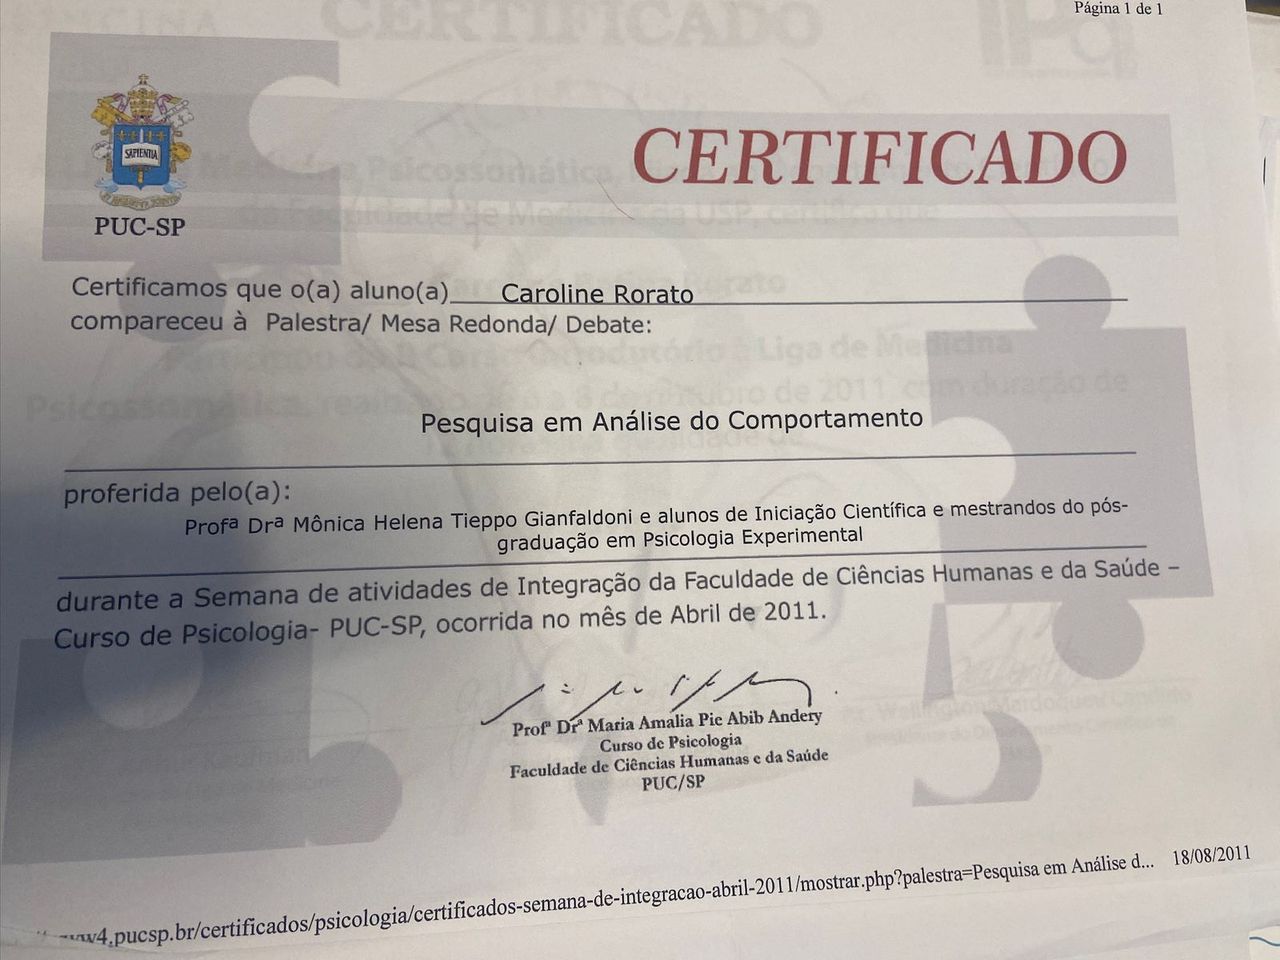 Página 1 de 1
SAPIENTIA
PUC-SP
CERTIFICADO
Certificamos que o(a) aluno(a) Caroline Rorato
compareceu à Palestra/ Mesa Redonda/ Debate:
Pesquisa em Análise do Comportamento
proferida pelo(a):
Profª Drª Mônica Helena Tieppo Gianfaldoni e alunos de Iniciação Científica e mestrandos do pós-
graduação em Psicologia Experimental
durante a Semana de atividades de Integração da Faculdade de Ciências Humanas e da Saúde –
Curso de Psicologia- PUC-SP, ocorrida no mês de Abril de 2011.
Profª Drª Maria Amalia Pie Abib Andery
Curso de Psicologia
Faculdade de Ciências Humanas e da Saúde
PUC/SP
w4.pucsp.br/certificados/psicologia/certificados-semana-de-integracao-abril-2011/mostrar.php?palestra=Pesquisa em Análise d... 18/08/2011